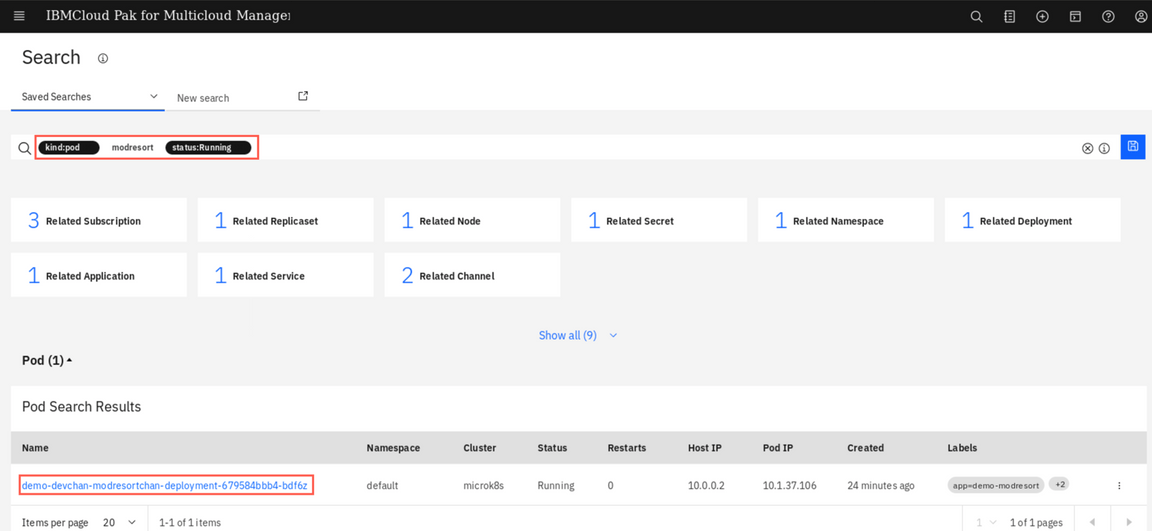 IBMCloud Pak for Multicloud Manage
Search
Saved Searches
New search
kind:pod modresort status:Running
3 Related Subscription
1 Related Replicaset
1 Related Node
1 Related Secret
1 Related Namespace
1 Related Deployment
1 Related Application
1 Related Service
2 Related Channel
Show all (9)
Pod (1)
Pod Search Results
Name Namespace Cluster Status Restarts Host IP Pod IP Created Labels
demo-devchan-modresortchan-deployment-679584bbb4-bdf6z default microk8s Running 0 10.0.0.2 10.1.37.106 24 minutes ago app=demo-modresort +2
Items per page 20 1-1 of 1 items 1 1 of 1 pages